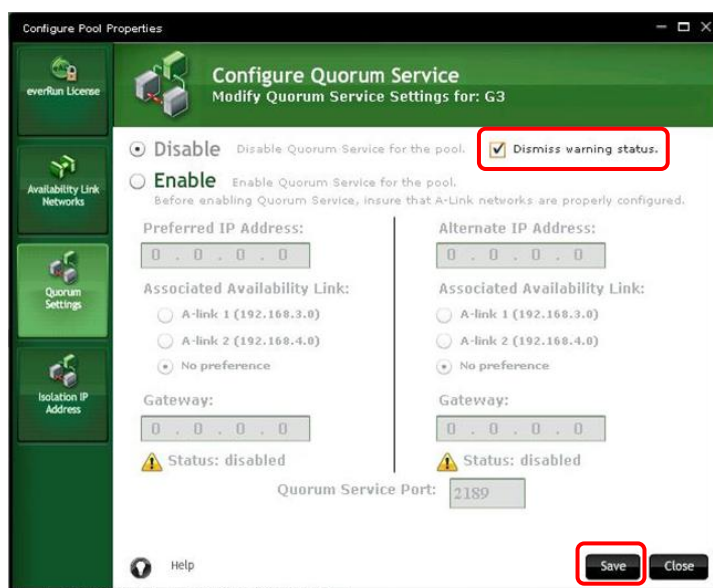 Configure Pool Properties
everRun License
Configure Quorum Service
Modify Quorum Service Settings for: G3
Disable Disable Quorum Service for the pool. Dismiss warning status.
Availability Link
Networks
Enable Enable Quorum Service for the pool.
Before enabling Quorum Service, insure that A-Link networks are properly configured.
Preferred IP Address: Alternate IP Address:
0 . 0 . 0 . 0 0 . 0 . 0 . 0
Quorum
Settings
Associated Availability Link: Associated Availability Link:
A-link 1 (192.168.3.0) A-link 1 (192.168.3.0)
A-link 2 (192.168.4.0) A-link 2 (192.168.4.0)
No preference No preference
Isolation IP
Address
Gateway: Gateway:
0 . 0 . 0 . 0 0 . 0 . 0 . 0
Status: disabled Status: disabled
Quorum Service Port: 2189
Help Save Close